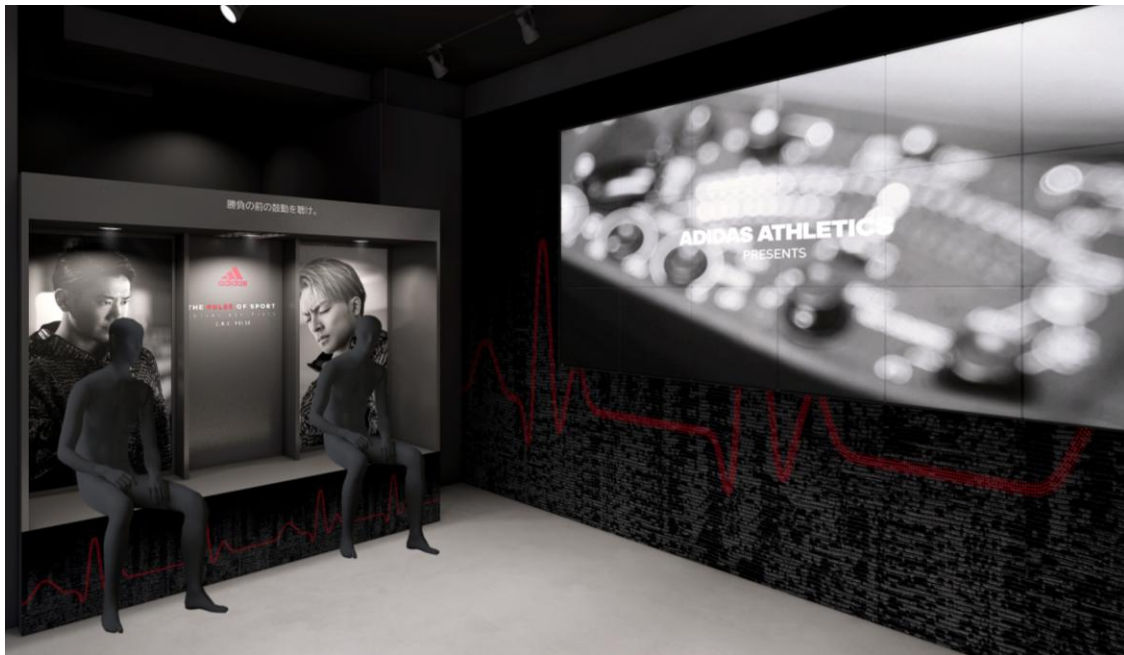 勝負の前の鼓動を聴け。
adidas
THE PULSE OF SPORT
ADIDAS ATHLETICS
PRESENTS